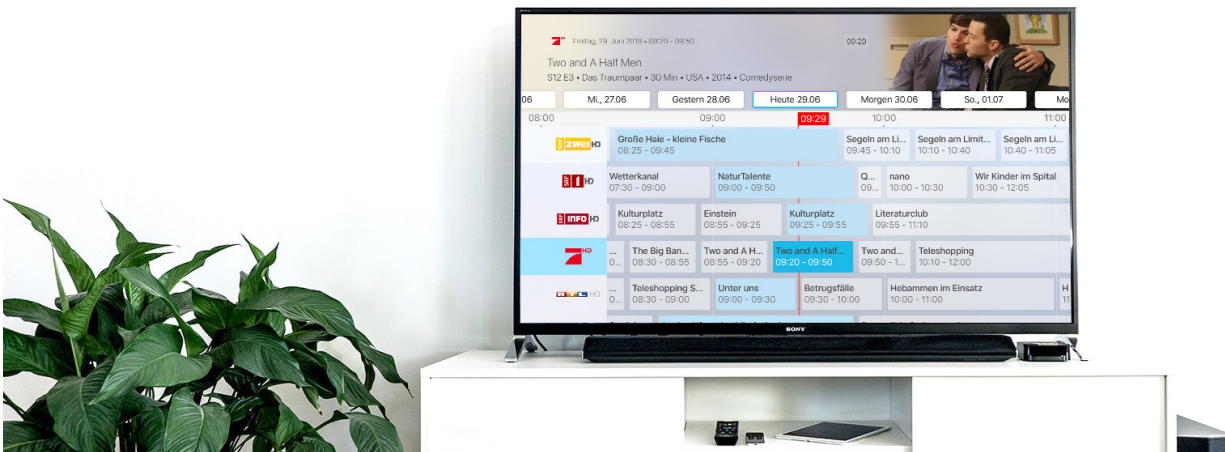 Freitag, 29. Juni 2018 • 09:20 - 09:50
09:29
Two and A Half Men
S12 E3 • Das Traumpaar • 30 Min • USA • 2014 • Comedyserie
06
Mi., 27.06
Gestern 28.06
Heute 29.06
Morgen 30.06
So., 01.07
Mo
08:00
09:00
09:29
10:00
11:00
SRF zwei HD
Große Haie - kleine Fische
08:25 - 09:45
Segeln am Li...
09:45 - 10:10
Segeln am Limit...
10:10 - 10:40
Segeln am Li...
10:40 - 11:05
SRF 1 HD
Wetterkanal
07:30 - 09:00
NaturTalente
09:00 - 09:50
Q...
09...
nano
10:00 - 10:30
Wir Kinder im Spital
10:30 - 12:05
SRF INFO HD
Kulturplatz
08:25 - 08:55
Einstein
08:55 - 09:25
Kulturplatz
09:25 - 09:55
Literaturclub
09:55 - 11:10
HD
...
0...
The Big Ban...
08:30 - 08:55
Two and A H...
08:55 - 09:20
Two and A Half...
09:20 - 09:50
Two and...
09:50 - 1...
Teleshopping
10:10 - 12:00
RTL HD
...
0...
Teleshopping S...
08:30 - 09:00
Unter uns
09:00 - 09:30
Betrugsfälle
09:30 - 10:00
Hebammen im Einsatz
10:00 - 11:00
H
11
SONY